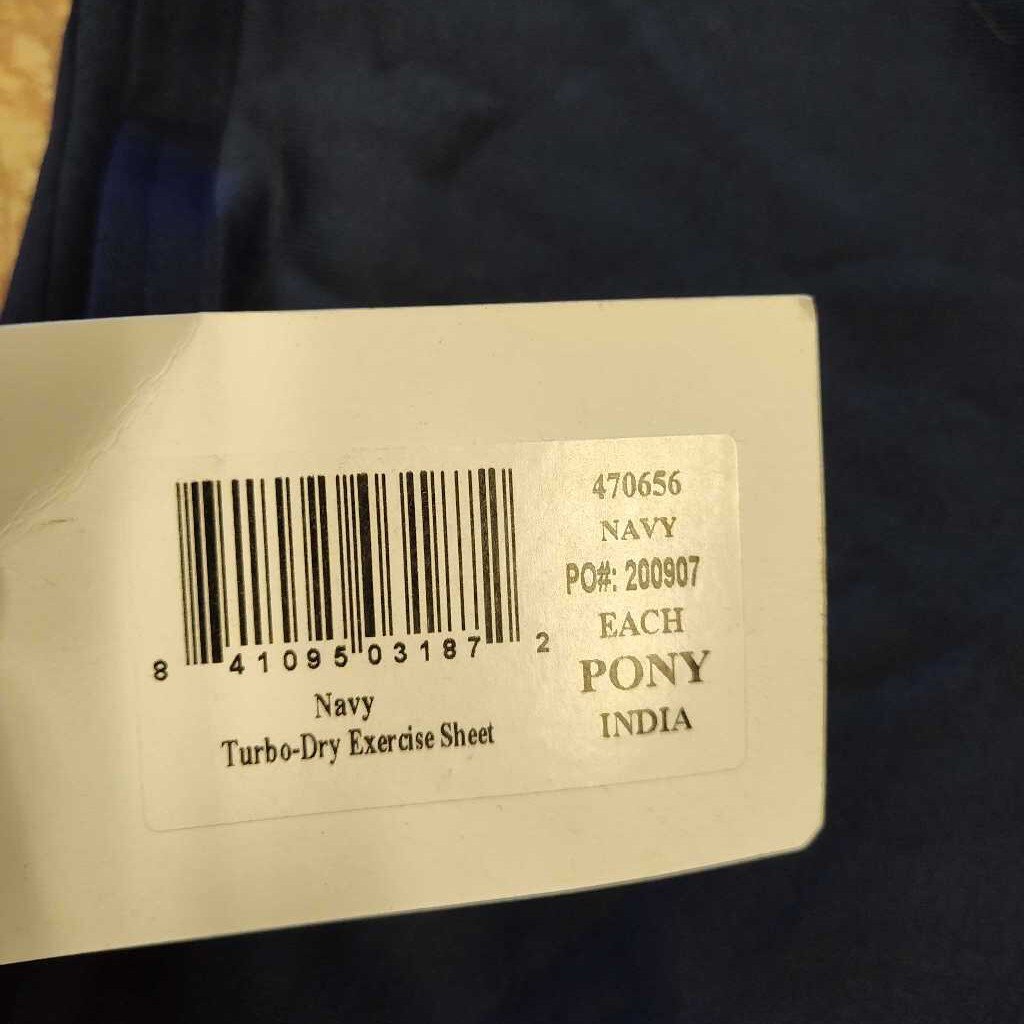 8 41095 03187 2
Navy
Turbo-Dry Exercise Sheet
470656
NAVY
PO#: 200907
EACH
PONY
INDIA